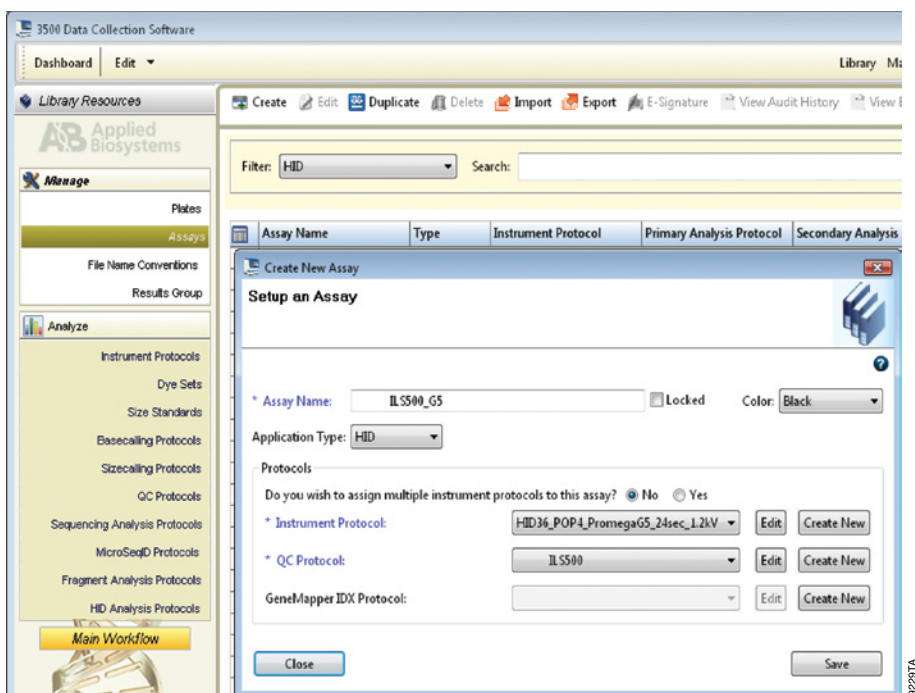 3500 Data Collection Software
Dashboard Edit Library
Library Resources
Create Edit Duplicate Delete Import Export E-Signature View Audit History View
AB Applied Biosystems
Filter: HID Search:
Manage
Plates
Assays
File Name Conventions
Results Group
Analyze
Instrument Protocols
Dye Sets
Size Standards
Basecalling Protocols
Sizecalling Protocols
QC Protocols
Sequencing Analysis Protocols
MicroSeqID Protocols
Fragment Analysis Protocols
HID Analysis Protocols
Main Workflow
Assay Name Type Instrument Protocol Primary Analysis Protocol Secondary Analysis
Create New Assay
Setup an Assay
* Assay Name: ILS500_G5 Locked Color: Black
Application Type: HID
Protocols
Do you wish to assign multiple instrument protocols to this assay? No Yes
* Instrument Protocol: HID36_POP4_PromegaG5_24sec_1.2kV Edit Create New
* QC Protocol: ILS500 Edit Create New
GeneMapper IDX Protocol: Edit Create New
Close Save